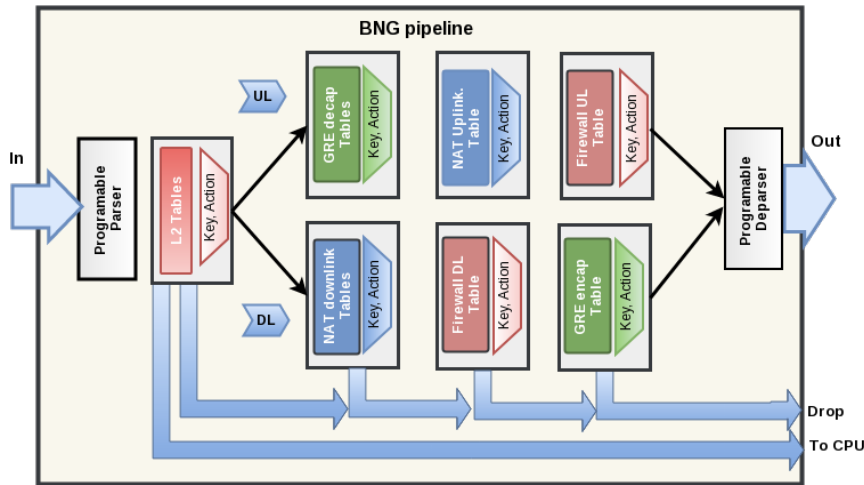 BNG pipeline
In
Programable
Parser
L2 Tables
Key, Action
UL
GRE decap
Tables
Key, Action
NAT Uplink.
Table
Key, Action
Firewall UL
Table
Key, Action
DL
NAT downlink
Tables
Key, Action
Firewall DL
Table
Key, Action
GRE encap
Table
Key, Action
Programable
Deparser
Out
Drop
To CPU